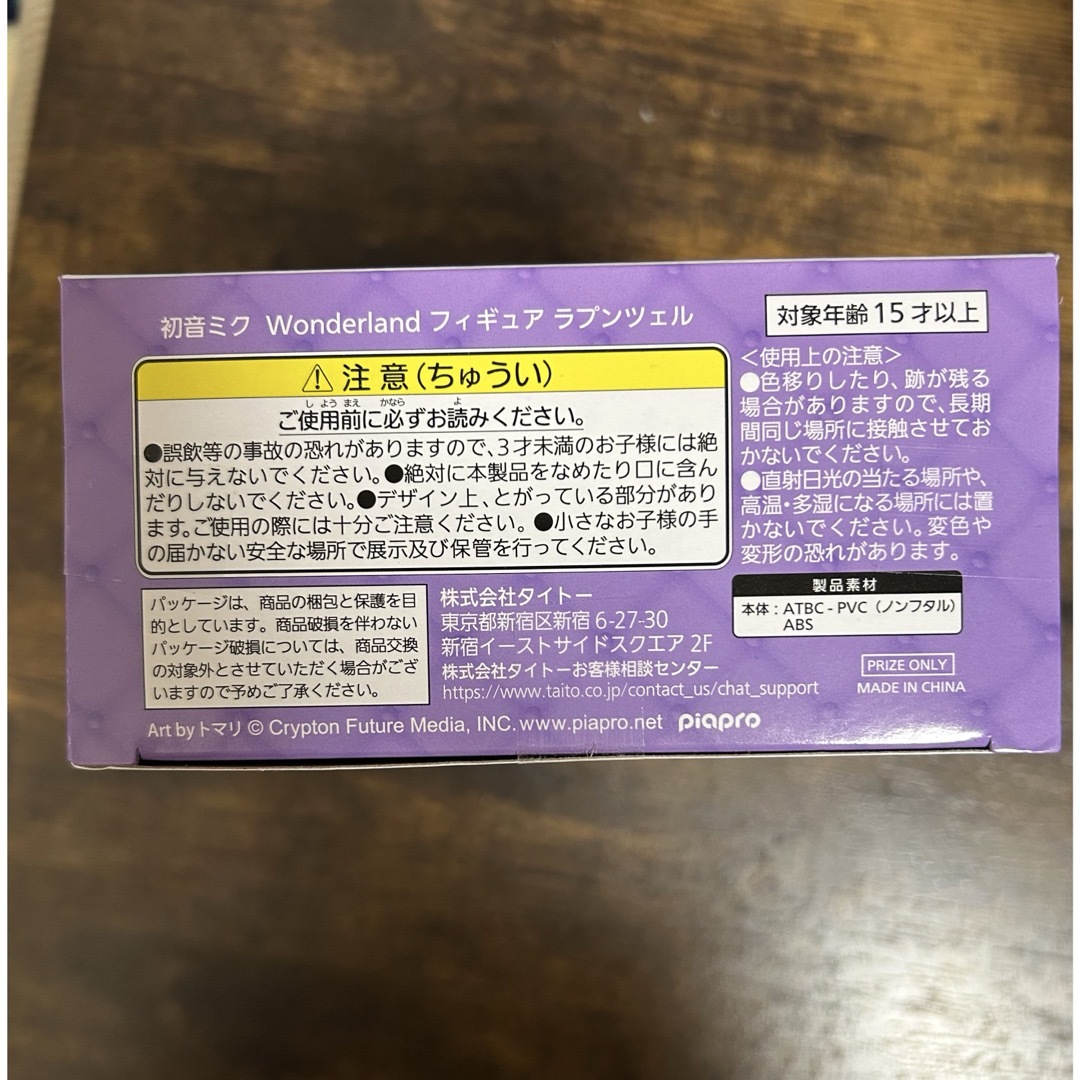 初音ミク Wonderland フィギュア ラプンツェル
対象年齢15才以上
⚠注意(ちゅうい)
ご使用前に必ずお読みください。
しようまえ かなら よ
●誤飲等の事故の恐れがありますので、3才未満のお子様には絶
対に与えないでください。●絶対に本製品をなめたり口に含ん
だりしないでください。●デザイン上、とがっている部分があり
ます。ご使用の際には十分ご注意ください。●小さなお子様の手
の届かない安全な場所で展示及び保管を行ってください。
<使用上の注意>
●色移りしたり、跡が残る
場合がありますので、長期
間同じ場所に接触させてお
かないでください。
●直射日光の当たる場所や、
高温・多湿になる場所には置
かないでください。変色や
変形の恐れがあります。
パッケージは、商品の梱包と保護を目
的としています。商品破損を伴わない
パッケージ破損については、商品交換
の対象外とさせていただく場合がござ
いますので予めご了承ください。
株式会社タイトー
東京都新宿区新宿 6-27-30
新宿イーストサイドスクエア 2F
株式会社タイトーお客様相談センター
https://www.taito.co.jp/contact_us/chat_support
製品素材
本体：ATBC-PVC（ノンフタル）
ABS
PRIZE ONLY
MADE IN CHINA
Art by トマリ © Crypton Future Media, INC. www.piapro.net piapro